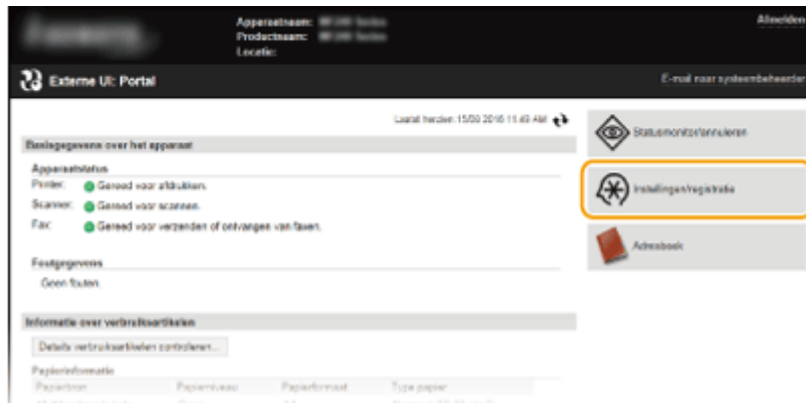 Apparaatnaam:
Productnaam:
Locatie:
Afmelden
Externe UI: Portal
E-mail naar systeembeheerder
Laatst herzien: 15/09 2016 11:49 AM
Basisgegevens over het apparaat
Apparaatstatus
Printer: Gereed voor afdrukken.
Scanner: Gereed voor scannen.
Fax: Gereed voor verzenden of ontvangen van faxen.
Foutgegevens
Geen fouten.
Informatie over verbruiksartikelen
Details verbruiksartikelen controleren...
Papierinformatie
Papierbron Papierniveau Papierformaat Type papier
Statusmonitor/annuleren
Instellingen/registratie
Adresboek